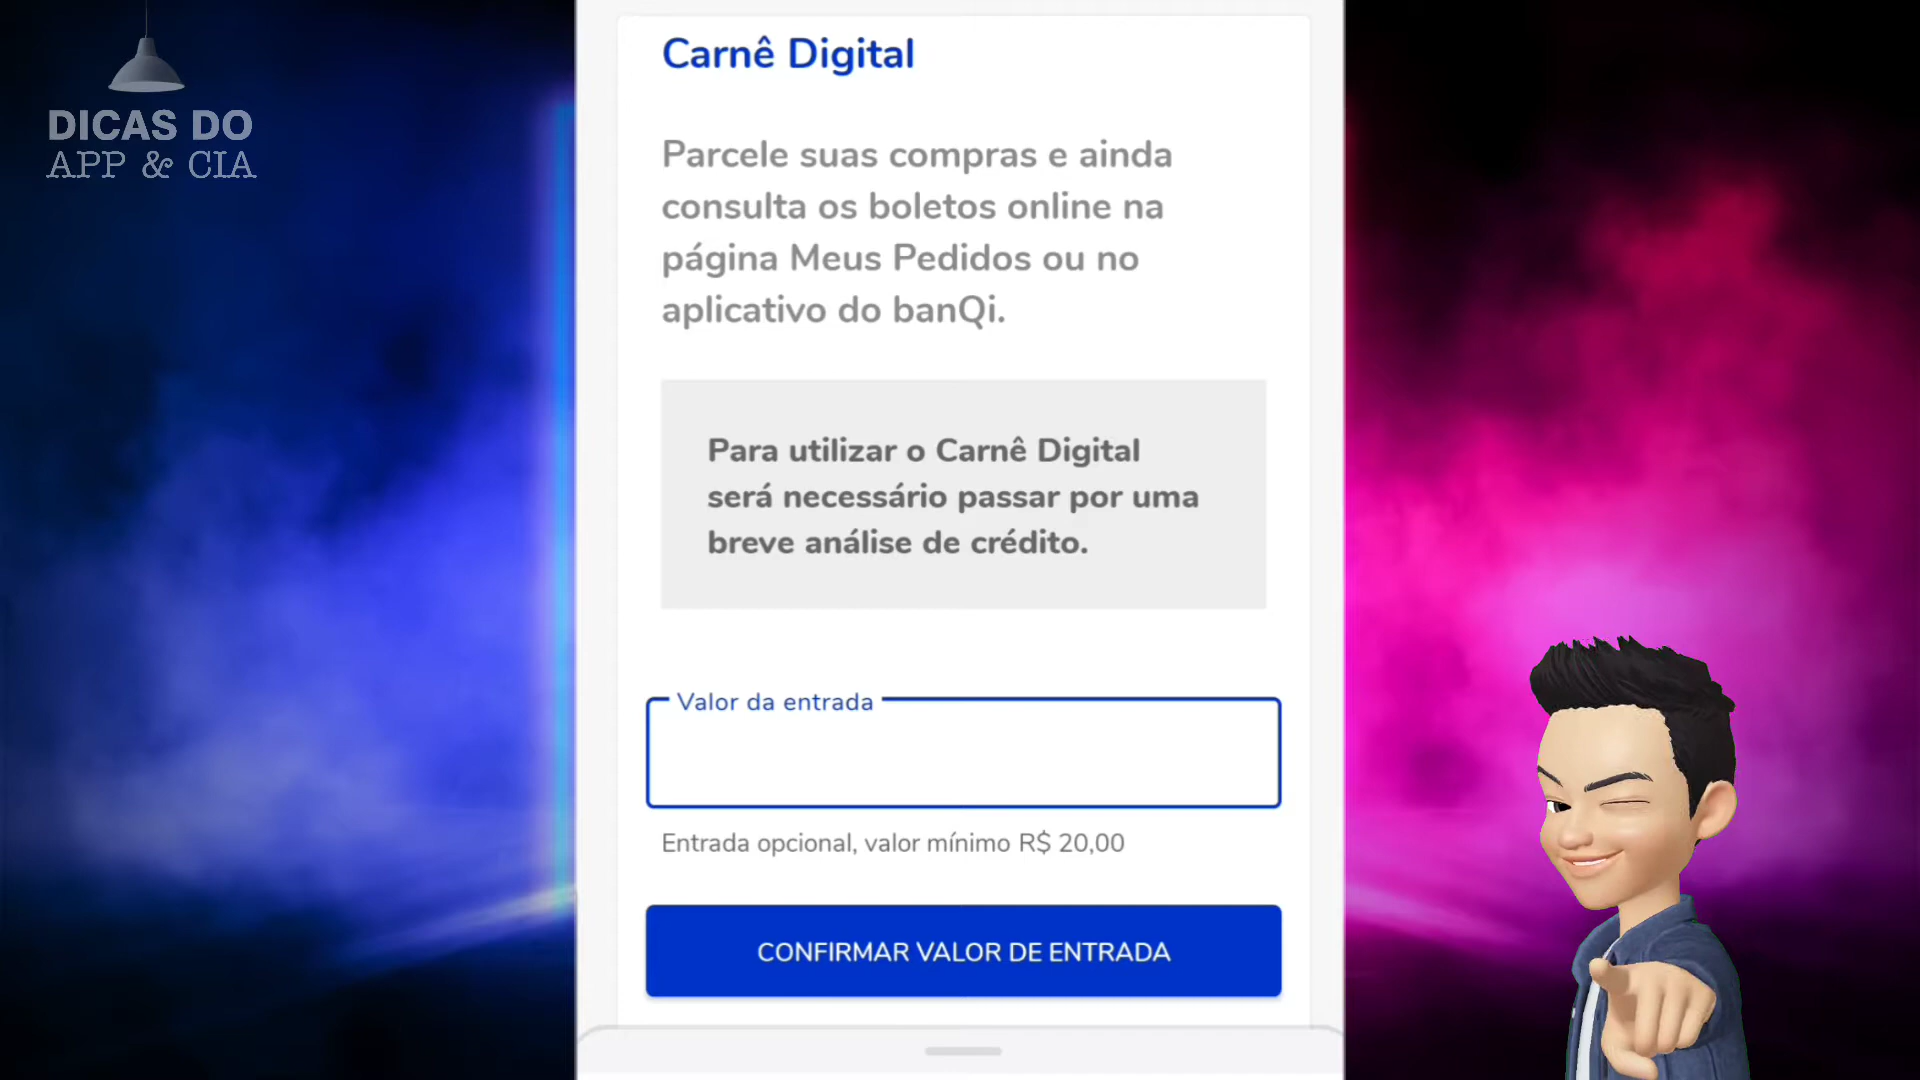 DICAS DO
APP & CIA
Carnê Digital
Parcele suas compras e ainda
consulta os boletos online na
página Meus Pedidos ou no
aplicativo do banQi.
Para utilizar o Carnê Digital
será necessário passar por uma
breve análise de crédito.
Valor da entrada
Entrada opcional, valor mínimo R$ 20,00
CONFIRMAR VALOR DE ENTRADA